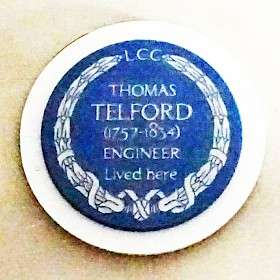 L.C.C.
THOMAS
TELFORD
(1757-1834)
ENGINEER
Lived here